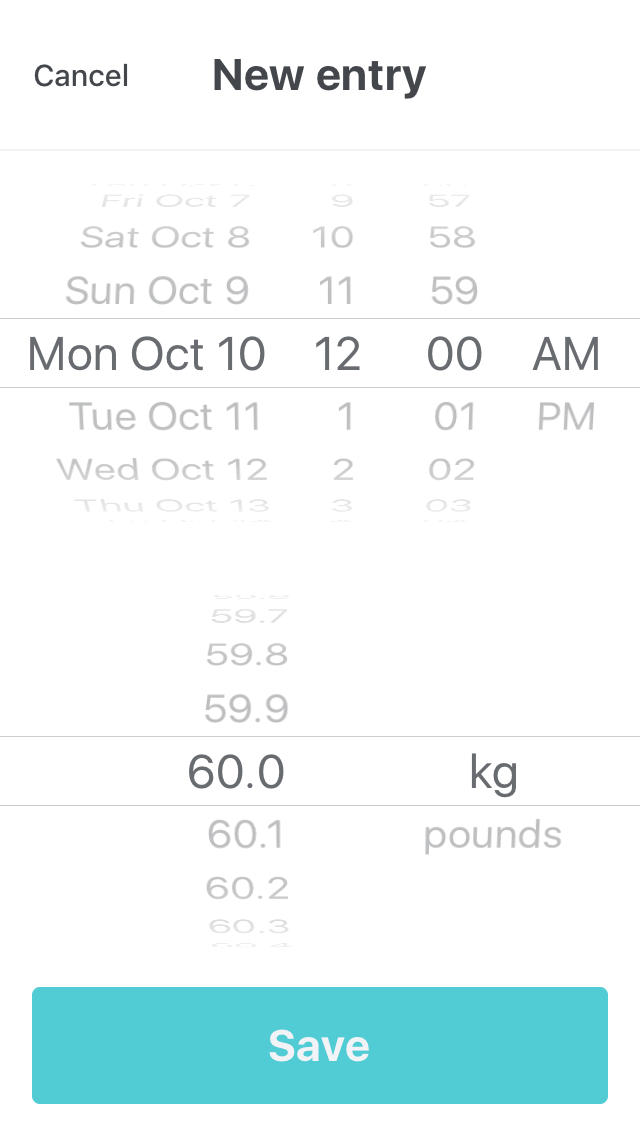 Cancel New entry
Fri Oct 7 9 57
Sat Oct 8 10 58
Sun Oct 9 11 59
Mon Oct 10 12 00 AM
Tue Oct 11 1 01 PM
Wed Oct 12 2 02
Thu Oct 13 3 03
59.7
59.8
59.9
60.0 kg
60.1 pounds
60.2
60.3
Save